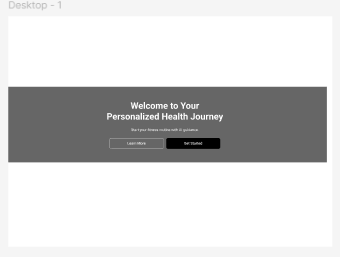 Desktop - 1
Welcome to Your
Personalized Health Journey
Start your fitness routine with AI guidance
Learn More
Get Started